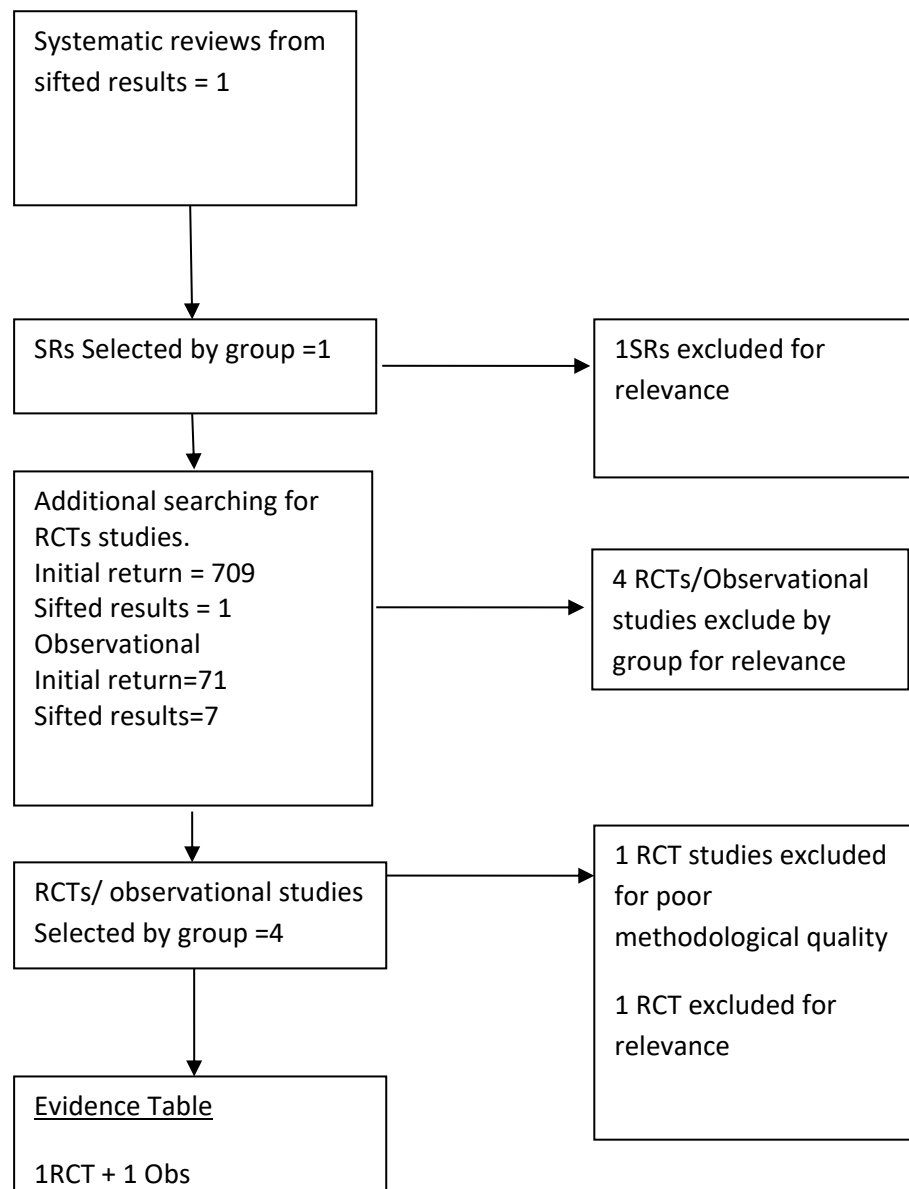 Systematic reviews from
sifted results = 1
SRs Selected by group =1
1SRs excluded for
relevance
Additional searching for
RCTs studies.
Initial return = 709
Sifted results = 1
Observational
Initial return=71
Sifted results=7
4 RCTs/Observational
studies exclude by
group for relevance
RCTs/ observational studies
Selected by group =4
1 RCT studies excluded
for poor
methodological quality
1 RCT excluded for
relevance
Evidence Table
1RCT + 1 Obs